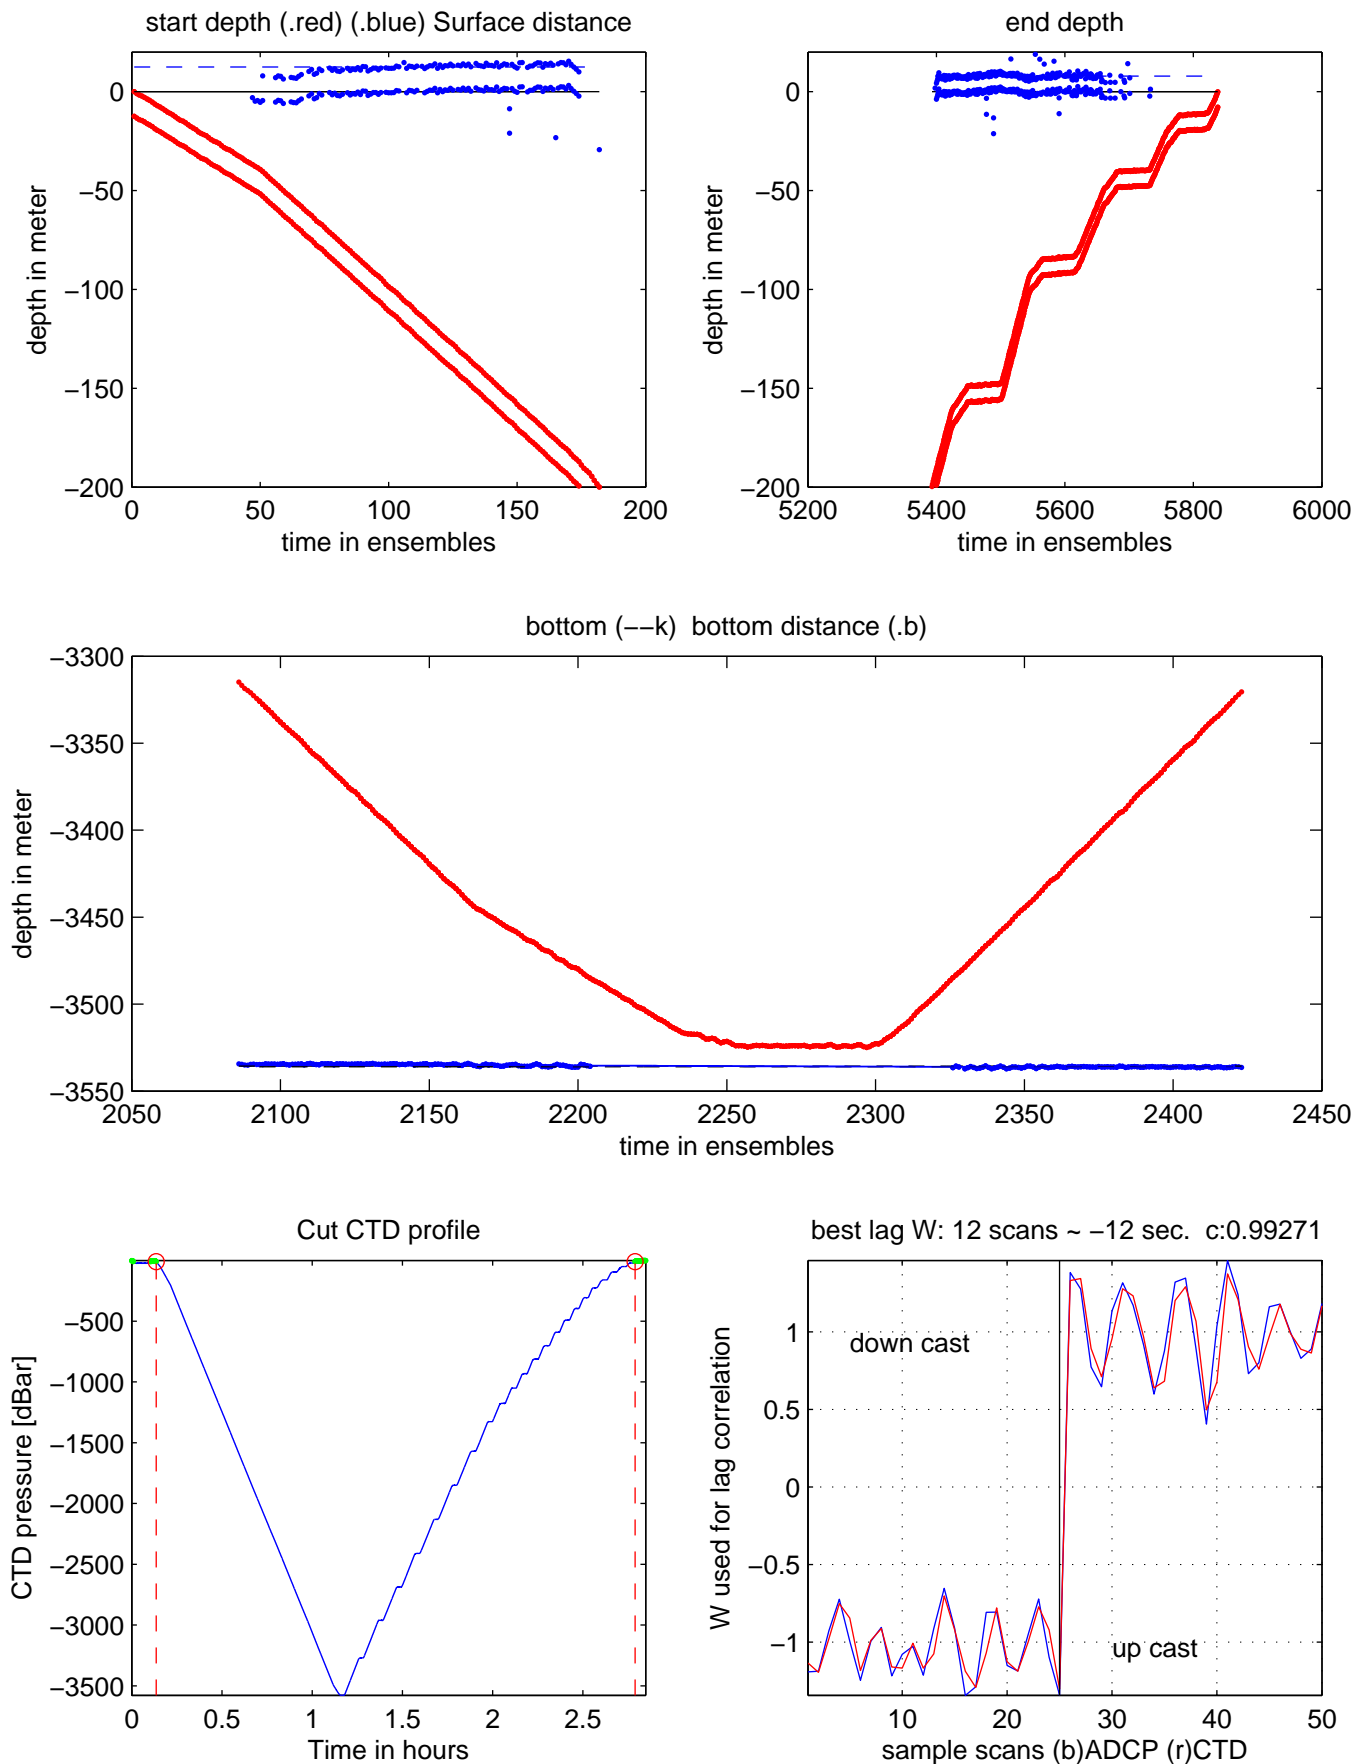 start depth (.red) (.blue) Surface distance
0
−50
−100
−150
−200
depth in meter
0 50 100 150 200
time in ensembles
end depth
0
−50
−100
−150
−200
depth in meter
5200 5400 5600 5800 6000
time in ensembles
bottom (−−k)  bottom distance (.b)
−3300
−3350
−3400
−3450
−3500
−3550
depth in meter
2050 2100 2150 2200 2250 2300 2350 2400 2450
time in ensembles
Cut CTD profile
−500
−1000
−1500
−2000
−2500
−3000
−3500
CTD pressure [dBar]
0 0.5 1 1.5 2 2.5
Time in hours
best lag W: 12 scans ~ −12 sec.  c:0.99271
1
0.5
0
−0.5
−1
W used for lag correlation
down cast
up cast
10 20 30 40 50
sample scans (b)ADCP (r)CTD